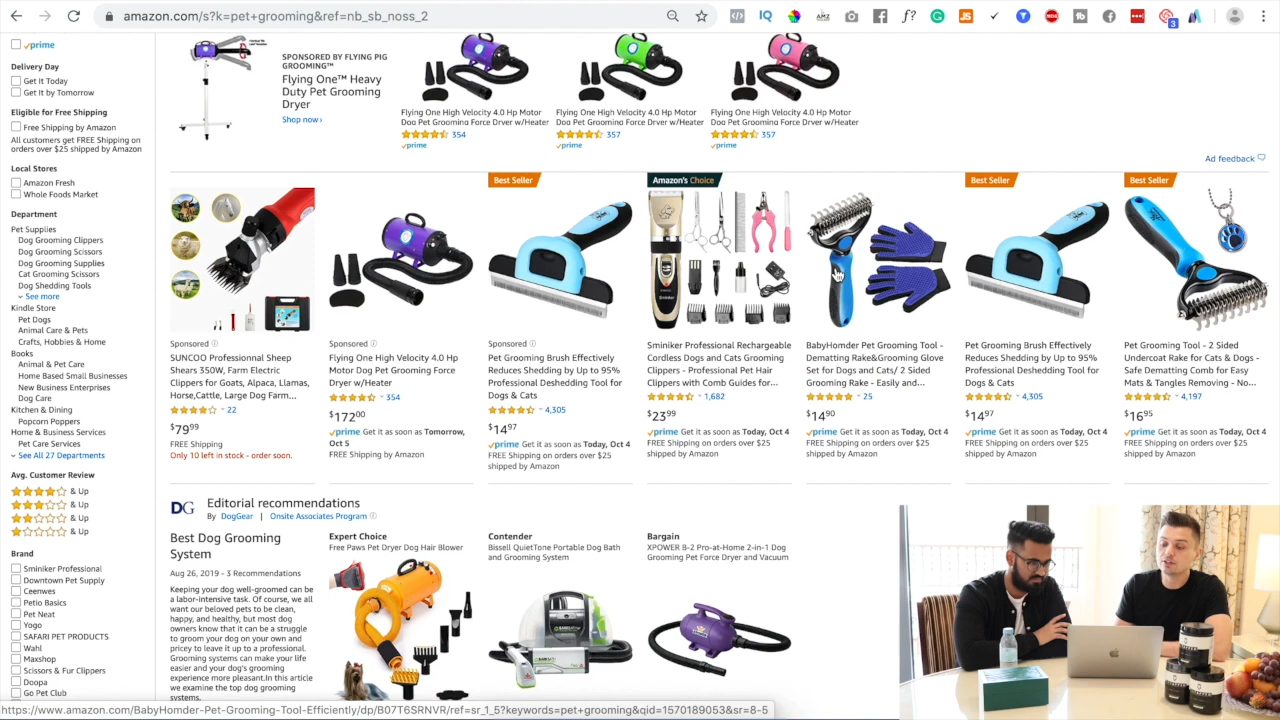 amazon.com/s?k=pet+grooming&ref=nb_sb_noss_2
prime
Delivery Day
Get It Today
Get It by Tomorrow
Eligible for Free Shipping
Free Shipping by Amazon
All customers get FREE Shipping on
orders over $25 shipped by Amazon
Local Stores
Amazon Fresh
Whole Foods Market
Department
Pet Supplies
Dog Grooming Clippers
Dog Grooming Scissors
Dog Grooming Supplies
Cat Grooming Scissors
Dog Shedding Tools
See more
Kindle Store
Pet Dogs
Animal Care & Pets
Crafts, Hobbies & Home
Books
Animal & Pet Care
Home Based Small Businesses
New Business Enterprises
Dog Care
Kitchen & Dining
Popcorn Poppers
Home & Business Services
Pet Care Services
See All 27 Departments
Avg. Customer Review
& Up
& Up
& Up
& Up
Brand
Sminiker Professional
Downtown Pet Supply
Ceenwes
Petio Basics
Pet Neat
Yogo
SAFARI PET PRODUCTS
Wahl
Maxshop
Scissors & Fur Clippers
Doopa
Go Pet Club
SPONSORED BY FLYING PIG
GROOMING™
Flying One™ Heavy
Duty Pet Grooming
Dryer
Shop now ›
Flying One High Velocity 4.0 Hp Motor
Dog Pet Grooming Force Dryer w/Heater
354
prime
Flying One High Velocity 4.0 Hp Motor
Dog Pet Grooming Force Dryer w/Heater
357
prime
Flying One High Velocity 4.0 Hp Motor
Dog Pet Grooming Force Dryer w/Heater
357
prime
Ad feedback
Sponsored
SUNCOO Professional Sheep
Shears 350W, Farm Electric
Clippers for Goats, Alpaca, Llamas,
Horse,Cattle, Large Dog Farm...
22
$79 99
FREE Shipping
Only 10 left in stock - order soon.
Sponsored
Flying One High Velocity 4.0 Hp
Motor Dog Pet Grooming Force
Dryer w/Heater
354
$172 00
prime Get it as soon as Tomorrow,
Oct 5
FREE Shipping by Amazon
Best Seller
Sponsored
Pet Grooming Brush Effectively
Reduces Shedding by Up to 95%
Professional Deshedding Tool for
Dogs & Cats
4,305
$14 97
prime Get it as soon as Today, Oct 4
FREE Shipping on orders over $25
shipped by Amazon
Amazon's Choice
Sminiker Professional Rechargeable
Cordless Dogs and Cats Grooming
Clippers - Professional Pet Hair
Clippers with Comb Guides for...
1,682
$23 99
prime Get it as soon as Today, Oct 4
FREE Shipping on orders over $25
shipped by Amazon
BabyHomder Pet Grooming Tool -
Dematting Rake&Grooming Glove
Set for Dogs and Cats/ 2 Sided
Grooming Rake - Easily and...
25
$14 90
prime Get it as soon as Today, Oct 4
FREE Shipping on orders over $25
shipped by Amazon
Best Seller
Pet Grooming Brush Effectively
Reduces Shedding by Up to 95%
Professional Deshedding Tool for
Dogs & Cats
4,305
$14 97
prime Get it as soon as Today, Oct 4
FREE Shipping on orders over $25
shipped by Amazon
Best Seller
Pet Grooming Tool - 2 Sided
Undercoat Rake for Cats & Dogs -
Safe Dematting Comb for Easy
Mats & Tangles Removing - No...
4,197
$16 95
prime Get it as soon as Today, Oct 4
FREE Shipping on orders over $25
shipped by Amazon
DG
Editorial recommendations
By DogGear | Onsite Associates Program
Best Dog Grooming
System
Aug 26, 2019 - 3 Recommendations
Keeping your dog well-groomed can be
a labor-intensive task. Of course, we all
want our beloved pets to be clean,
happy, and healthy, but most dog
owners know that it can be a struggle
to groom your dog on your own and
pricey to leave it up to a professional.
Grooming systems can make your life
easier and your dog's grooming
experience more pleasant.In this article
we examine the top dog grooming
systems.
Expert Choice
Free Paws Pet Dryer Dog Hair Blower
Contender
Bissell QuietTone Portable Dog Bath
and Grooming System
Bargain
XPOWER B-2 Pro-at-Home 2-in-1 Dog
Grooming Pet Force Dryer and Vacuum
https://www.amazon.com/BabyHomder-Pet-Grooming-Tool-Efficiently/dp/B07T6SRNVR/ref=sr_1_5?keywords=pet+grooming&qid=1570189053&sr=8-5